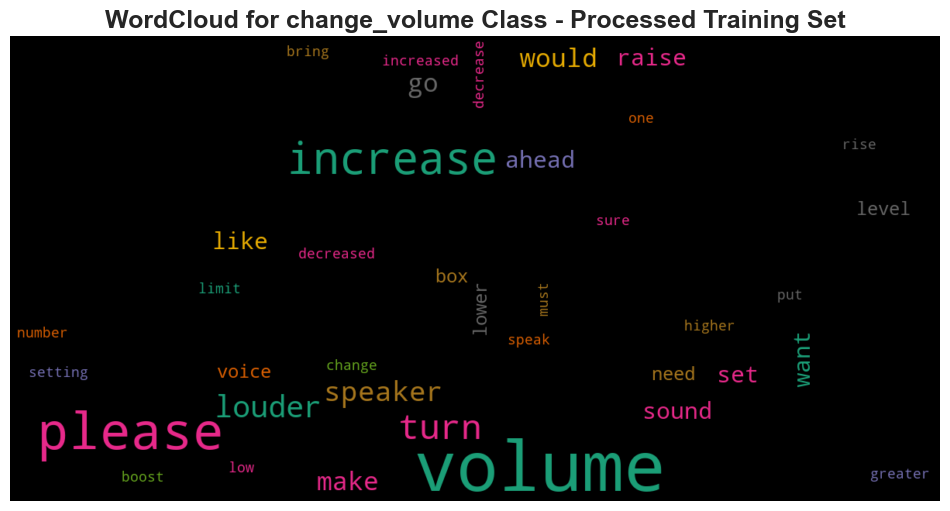 WordCloud for change_volume Class - Processed Training Set
bring
increased
decrease
would
raise
go
one
increase
ahead
rise
level
sure
like
decreased
box
limit
lower
must
put
number
speak
higher
setting
voice
change
need
set
want
louder
speaker
sound
please
turn
volume
boost
low
make
greater